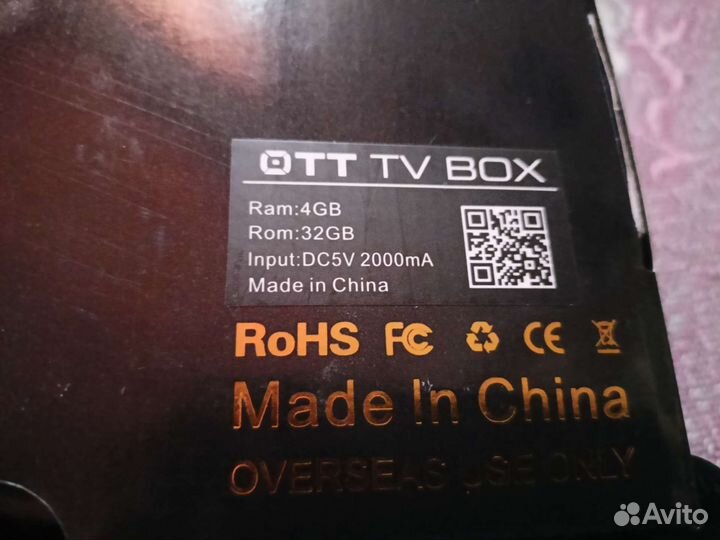 OTT TV BOX
Ram:4GB
Rom:32GB
Input:DC5V 2000mA
Made in China
RoHS FC CE
Made In China
OVERSEAS USE ONLY
Avito